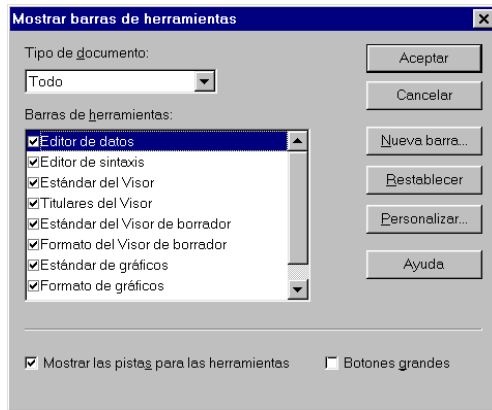 Mostrar barras de herramientas
Tipo de documento:
Todo
Barras de herramientas:
Editor de datos
Editor de sintaxis
Estándar del Visor
Titulares del Visor
Estándar del Visor de borrador
Formato del Visor de borrador
Estándar de gráficos
Formato de gráficos
Aceptar
Cancelar
Nueva barra...
Restablecer
Personalizar...
Ayuda
Mostrar las pistas para las herramientas
Botones grandes